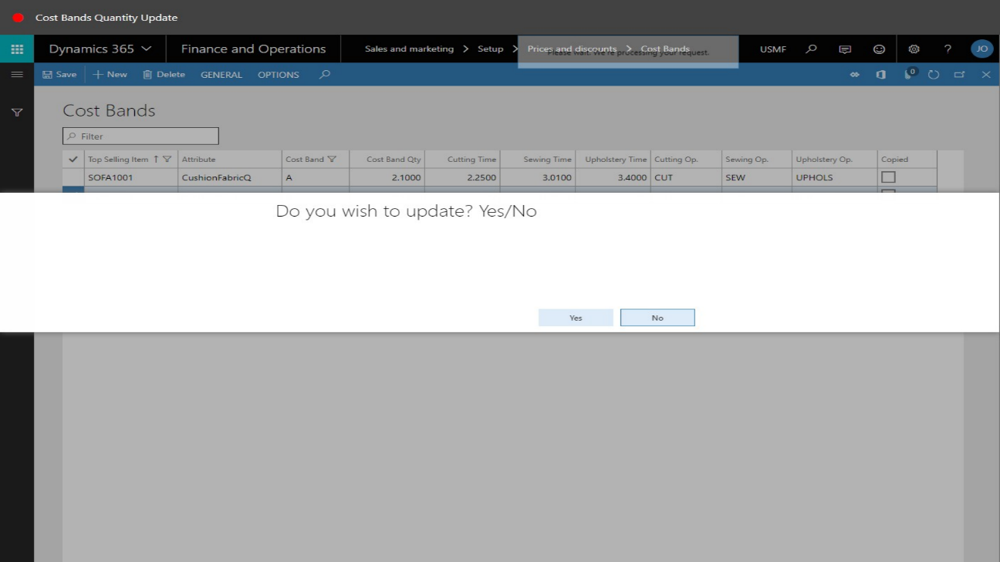 Cost Bands Quantity Update
Dynamics 365 Finance and Operations Sales and marketing > Setup > Prices and discounts > Cost Bands USMF ? JO
Please wait. We're processing your request.
Save New Delete GENERAL OPTIONS 0
Cost Bands
Filter
Top Selling Item Attribute Cost Band Cost Band Qty Cutting Time Sewing Time Upholstery Time Cutting Op. Sewing Op. Upholstery Op. Copied
SOFA1001 CushionFabricQ A 2.1000 2.2500 3.0100 3.4000 CUT SEW UPHOLS
Do you wish to update? Yes/No
Yes No